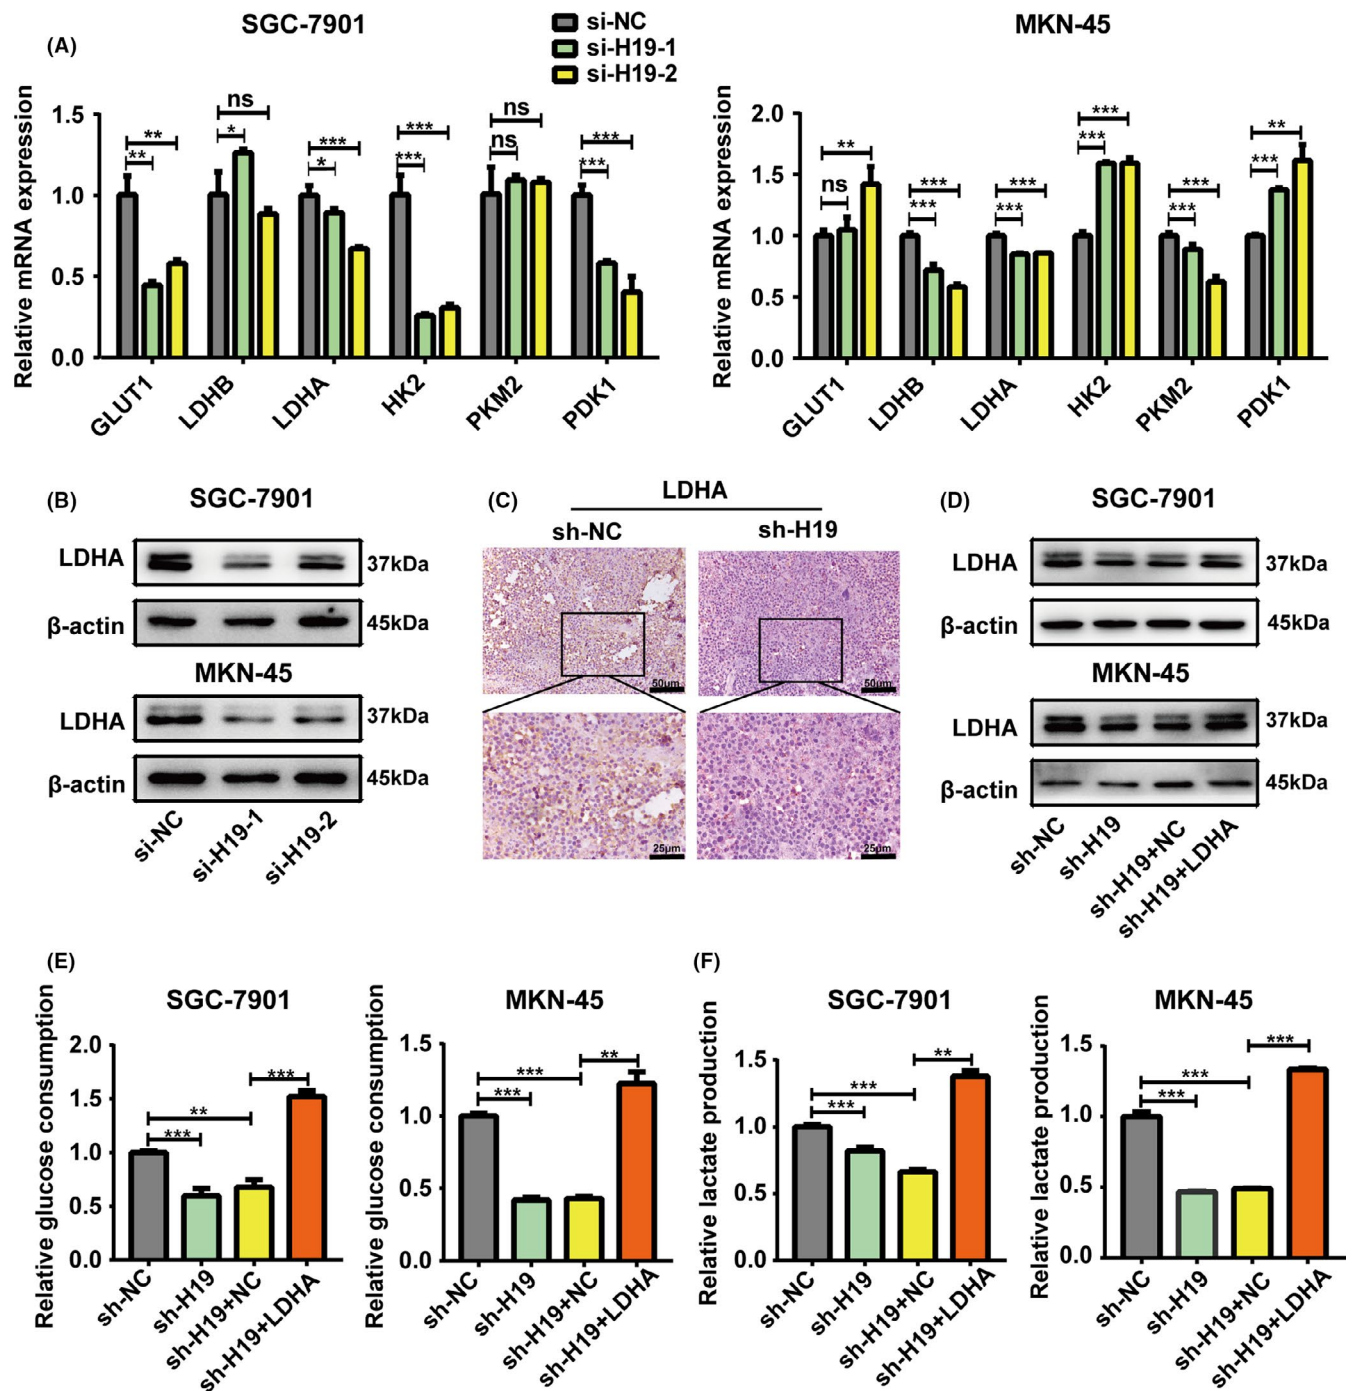 (A)
SGC-7901
si-NC
si-H19-1
si-H19-2
Relative mRNA expression
1.5
1.0
0.5
0.0
** ** * ns * *** *** *** ns ns *** ***
GLUT1 LDHB LDHA HK2 PKM2 PDK1
MKN-45
Relative mRNA expression
2.0
1.5
1.0
0.5
0.0
ns ** *** *** *** *** *** *** *** *** *** **
GLUT1 LDHB LDHA HK2 PKM2 PDK1
(B)
SGC-7901
LDHA 37kDa
β-actin 45kDa
MKN-45
LDHA 37kDa
β-actin 45kDa
si-NC si-H19-1 si-H19-2
(C)
LDHA
sh-NC sh-H19
50μm 50μm
25μm 25μm
(D)
SGC-7901
LDHA 37kDa
β-actin 45kDa
MKN-45
LDHA 37kDa
β-actin 45kDa
sh-NC sh-H19 sh-H19+NC sh-H19+LDHA
(E)
SGC-7901
Relative glucose consumption
2.0
1.5
1.0
0.5
0.0
***
**
***
sh-NC sh-H19 sh-H19+NC sh-H19+LDHA
MKN-45
Relative glucose consumption
1.5
1.0
0.5
0.0
**
***
***
sh-NC sh-H19 sh-H19+NC sh-H19+LDHA
(F)
SGC-7901
Relative lactate production
1.5
1.0
0.5
0.0
**
***
***
sh-NC sh-H19 sh-H19+NC sh-H19+LDHA
MKN-45
Relative lactate production
1.5
1.0
0.5
0.0
***
***
***
sh-NC sh-H19 sh-H19+NC sh-H19+LDHA